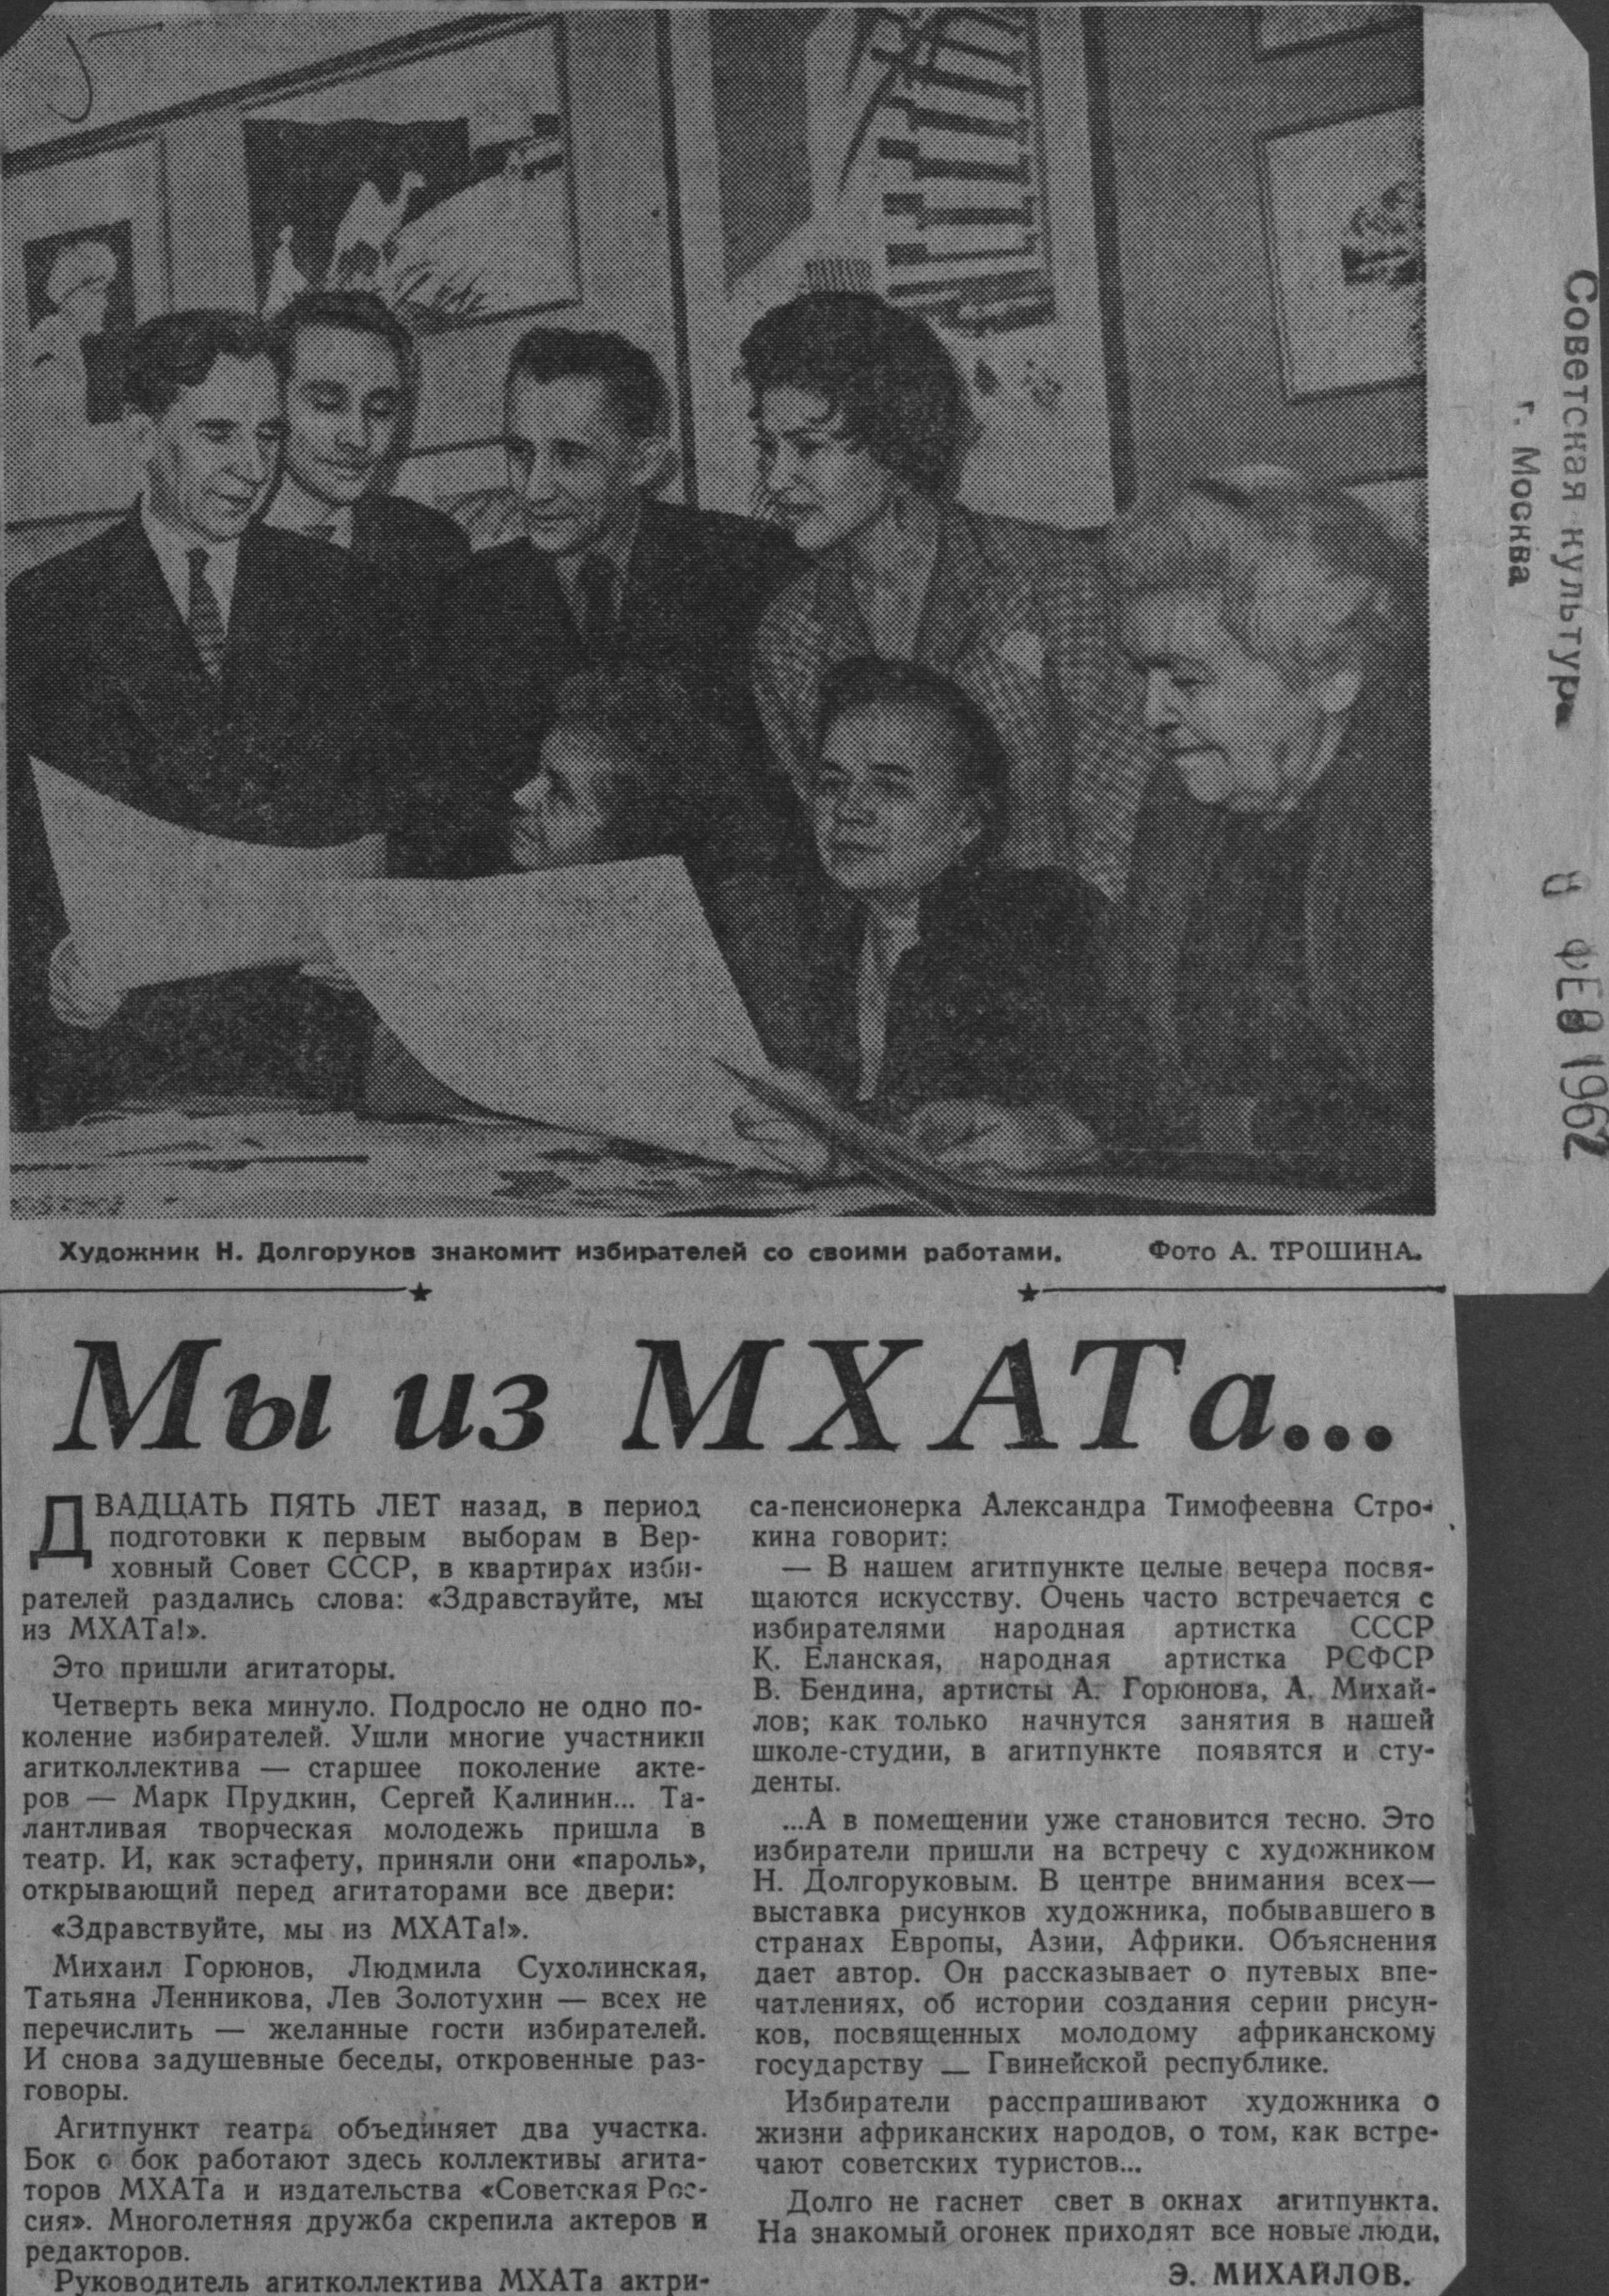 Советская культура
г. Москва
ФЕВ 1962
Художник Н. Долгоруков знакомит избирателей со своими работами. Фото А. ТРОШИНА.
Мы из МХАТа...
ДВАДЦАТЬ ПЯТЬ ЛЕТ назад, в период
подготовки к первым выборам в Вер-
ховный Совет СССР, в квартирах изби-
рателей раздались слова: «Здравствуйте, мы
из МХАТа!».
Это пришли агитаторы.
Четверть века минуло. Подросло не одно по-
коление избирателей. Ушли многие участники
агитколлектива — старшее поколение акте-
ров — Марк Прудкин, Сергей Калинин... Та-
лантливая творческая молодежь пришла в
театр. И, как эстафету, приняли они «пароль»,
открывающий перед агитаторами все двери:
«Здравствуйте, мы из МХАТа!».
Михаил Горюнов, Людмила Сухолинская,
Татьяна Ленникова, Лев Золотухин — всех не
перечислить — желанные гости избирателей.
И снова задушевные беседы, откровенные раз-
говоры.
Агитпункт театра объединяет два участка.
Бок о бок работают здесь коллективы агита-
торов МХАТа и издательства «Советская Рос-
сия». Многолетняя дружба скрепила актеров и
редакторов.
Руководитель агитколлектива МХАТа актри-
са-пенсионерка Александра Тимофеевна Стро-
кина говорит:
— В нашем агитпункте целые вечера посвя-
щаются искусству. Очень часто встречается с
избирателями народная артистка СССР
К. Еланская, народная артистка РСФСР
В. Бендина, артисты А. Горюнова, А. Михай-
лов; как только начнутся занятия в нашей
школе-студии, в агитпункте появятся и сту-
денты.
...А в помещении уже становится тесно. Это
избиратели пришли на встречу с художником
Н. Долгоруковым. В центре внимания всех—
выставка рисунков художника, побывавшего в
странах Европы, Азии, Африки. Объяснения
дает автор. Он рассказывает о путевых впе-
чатлениях, об истории создания серии рисун-
ков, посвященных молодому африканскому
государству — Гвинейской республике.
Избиратели расспрашивают художника о
жизни африканских народов, о том, как встре-
чают советских туристов...
Долго не гаснет свет в окнах агитпункта.
На знакомый огонек приходят все новые люди.
Э. МИХАЙЛОВ.